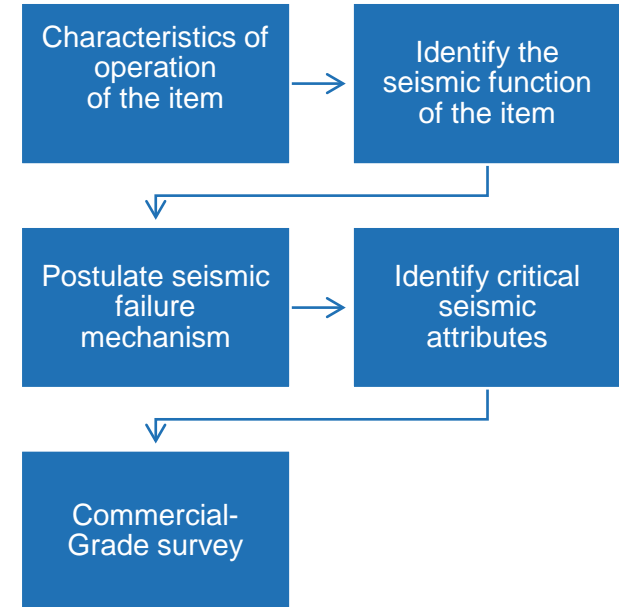 Characteristics of
operation
of the item
Identify the
seismic function
of the item
Postulate seismic
failure
mechanism
Identify critical
seismic
attributes
Commercial-
Grade survey